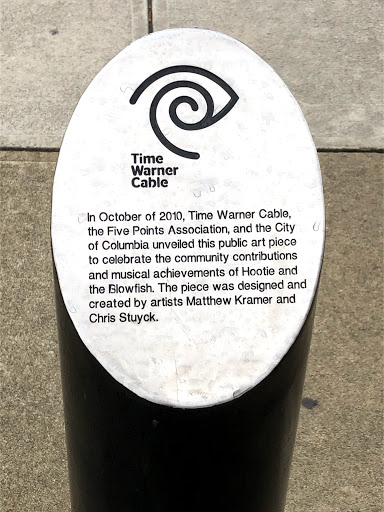 Time
Warner
Cable
In October of 2010, Time Warner Cable,
the Five Points Association, and the City
of Columbia unveiled this public art piece
to celebrate the community contributions
and musical achievements of Hootie and
the Blowfish. The piece was designed and
created by artists Matthew Kramer and
Chris Stuyck.